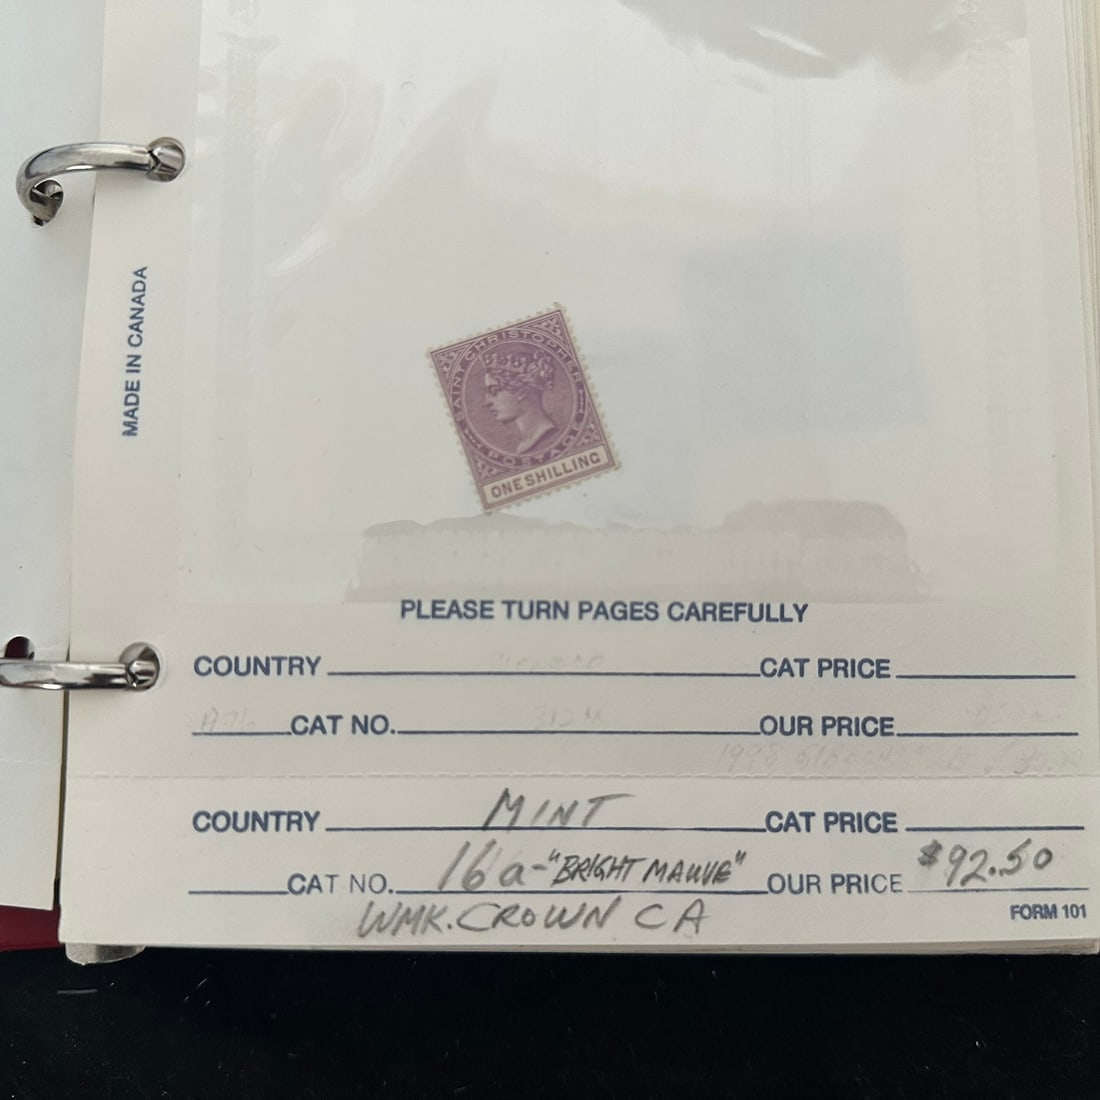 MADE IN CANADA
SAINT CHRISTOPHER
POSTAGE
ONE SHILLING
PLEASE TURN PAGES CAREFULLY
COUNTRY CAT PRICE
CAT NO. OUR PRICE
COUNTRY MINT CAT PRICE
CAT NO. 16a-"BRIGHT MAUVE" OUR PRICE $92.50
WMK. CROWN CA
FORM 101